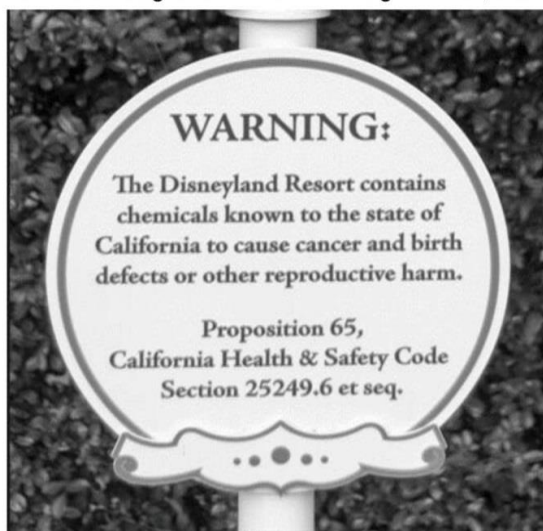 WARNING:
The Disneyland Resort contains
chemicals known to the state of
California to cause cancer and birth
defects or other reproductive harm.
Proposition 65,
California Health & Safety Code
Section 25249.6 et seq.